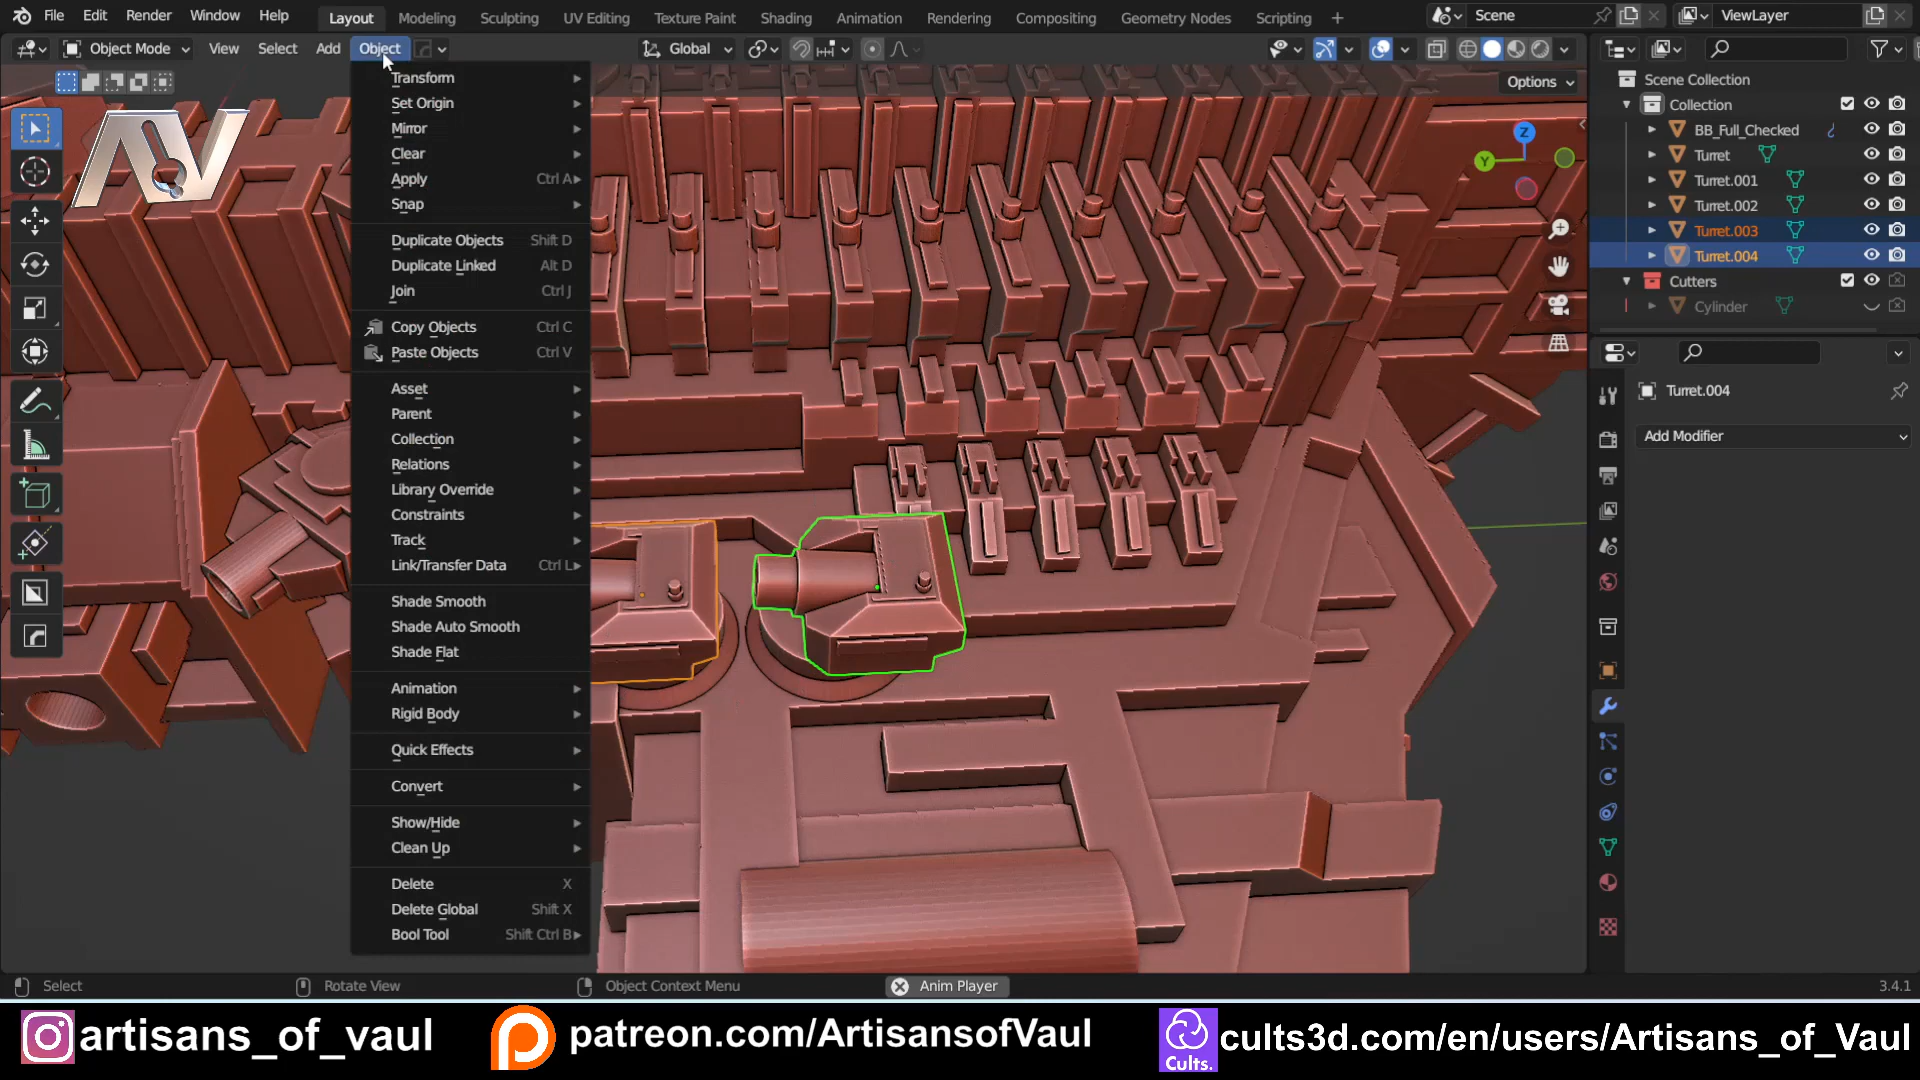 File Edit Render Window Help Layout Modeling Sculpting UV Editing Texture Paint Shading Animation Rendering Compositing Geometry Nodes Scripting + Scene ViewLayer
Object Mode View Select Add Object Global
Options
Transform
Set Origin
Mirror
Clear
Apply Ctrl A
Snap
Duplicate Objects Shift D
Duplicate Linked Alt D
Join Ctrl J
Copy Objects Ctrl C
Paste Objects Ctrl V
Asset
Parent
Collection
Relations
Library Override
Constraints
Track
Link/Transfer Data Ctrl L
Shade Smooth
Shade Auto Smooth
Shade Flat
Animation
Rigid Body
Quick Effects
Convert
Show/Hide
Clean Up
Delete X
Delete Global Shift X
Bool Tool Shift Ctrl B
Z
Y
Scene Collection
Collection
BB_Full_Checked
Turret
Turret.001
Turret.002
Turret.003
Turret.004
Cutters
Cylinder
Turret.004
Add Modifier
Select Rotate View Object Context Menu Anim Player 3.4.1
artisans_of_vaul patreon.com/ArtisansofVaul Cults. cults3d.com/en/users/Artisans_of_Vaul